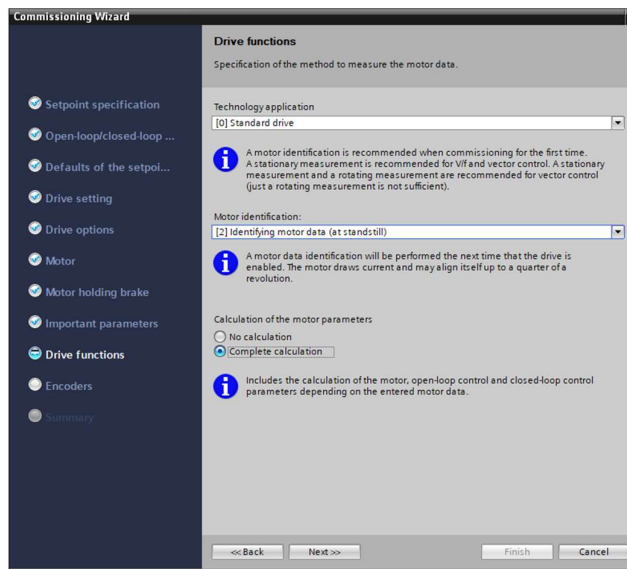 Commissioning Wizard
Drive functions
Specification of the method to measure the motor data.
Setpoint specification
Open-loop/closed-loop ...
Defaults of the setpoi...
Drive setting
Drive options
Motor
Motor holding brake
Important parameters
Drive functions
Encoders
Summary
Technology application
[0] Standard drive
A motor identification is recommended when commissioning for the first time.
A stationary measurement is recommended for V/f and vector control. A stationary
measurement and a rotating measurement are recommended for vector control
(just a rotating measurement is not sufficient).
Motor identification:
[2] Identifying motor data (at standstill)
A motor data identification will be performed the next time that the drive is
enabled. The motor draws current and may align itself up to a quarter of a
revolution.
Calculation of the motor parameters
No calculation
Complete calculation
Includes the calculation of the motor, open-loop control and closed-loop control
parameters depending on the entered motor data.
<< Back
Next >>
Finish
Cancel